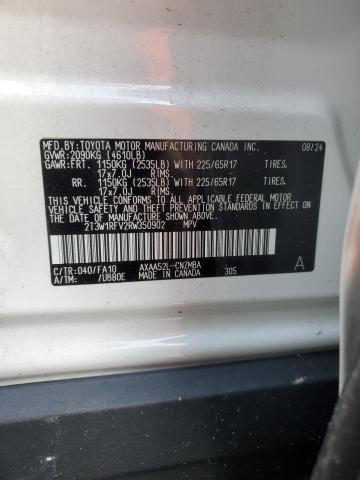 MFD.BY:TOYOTA MOTOR MANUFACTURING CANADA INC. 08/24
GVWR:2090KG (4610LB)
GAWR:FRT. 1150KG (2535LB) WITH 225/65R17
17x7.0J RIMS
RR. 1150KG (2535LB) WITH 225/65R17
17x7.0J RIMS
THIS VEHICLE CONFORMS TO ALL APPLICABLE
FEDERAL MOTOR VEHICLE SAFETY, BUMPER, AND
THEFT PREVENTION STANDARDS IN EFFECT ON
THE DATE OF MANUFACTURE SHOWN ABOVE.
2T3W1RFV2RW350902 MPV
C/TR:040/FA10 AXAA52L-CNZMBA
A/TM: /UB80E MADE IN CANADA 305 A